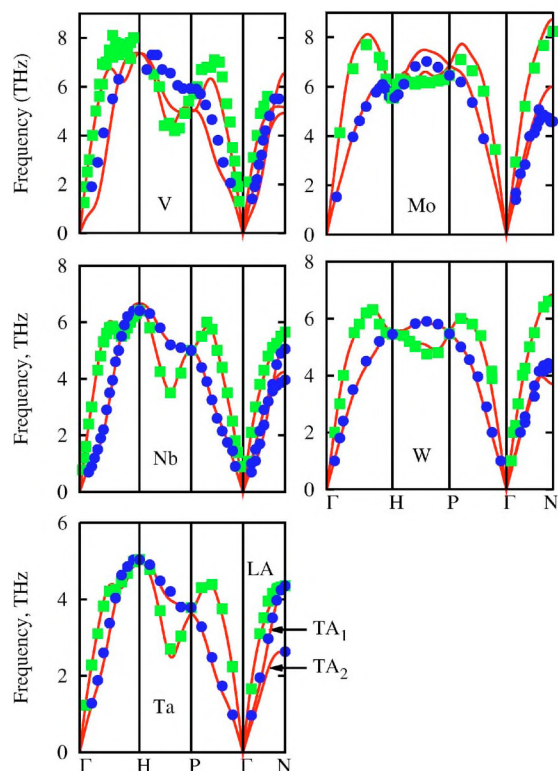 Frequency (THz)
8
6
4
2
0
V
8
6
4
2
0
Mo
Frequency, THz
8
6
4
2
0
Nb
8
6
4
2
0
W
Γ H P Γ N
Frequency, THz
6
4
2
0
Ta
LA
TA1
TA2
Γ H P Γ N